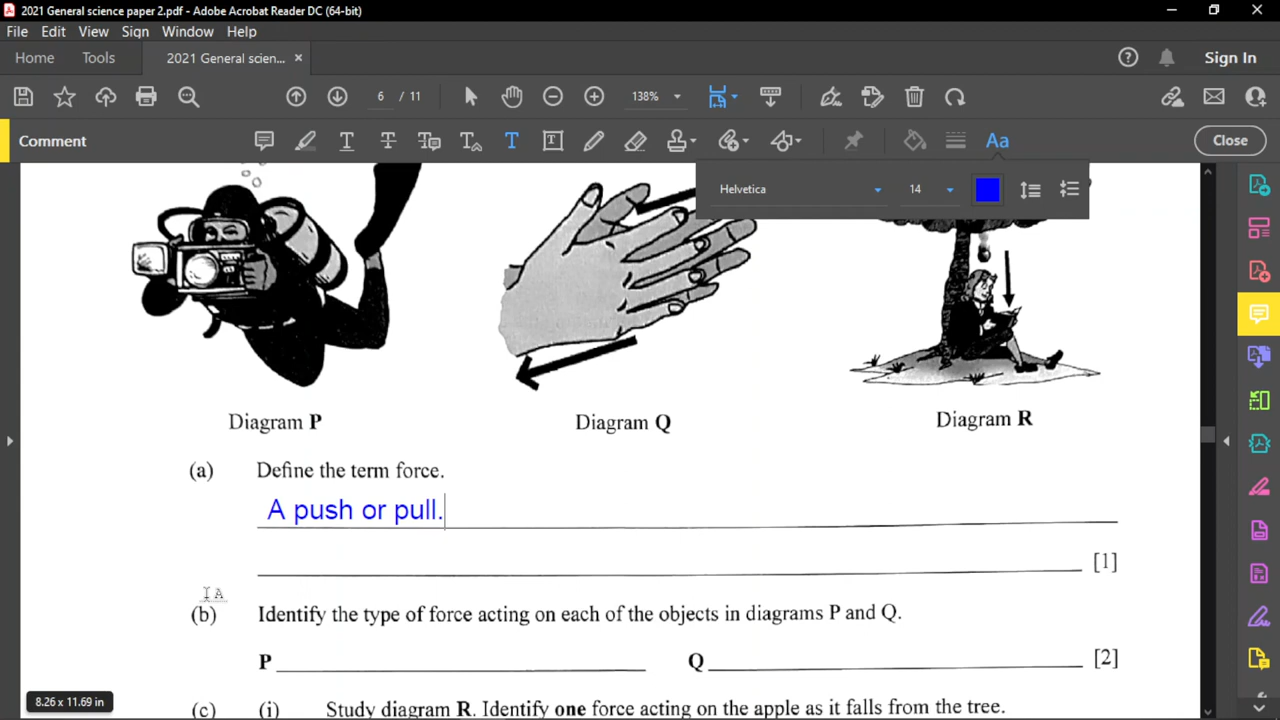 2021 General science paper 2.pdf - Adobe Acrobat Reader DC (64-bit)
File Edit View Sign Window Help
Home Tools 2021 General scien... × Sign In
6 / 11 138%
Comment T T T T T Aa Close
Helvetica 14
Diagram P Diagram Q Diagram R
(a) Define the term force.
A push or pull.
[1]
(b) Identify the type of force acting on each of the objects in diagrams P and Q.
P Q [2]
8.26 x 11.69 in
(c) (i) Study diagram R. Identify one force acting on the apple as it falls from the tree.